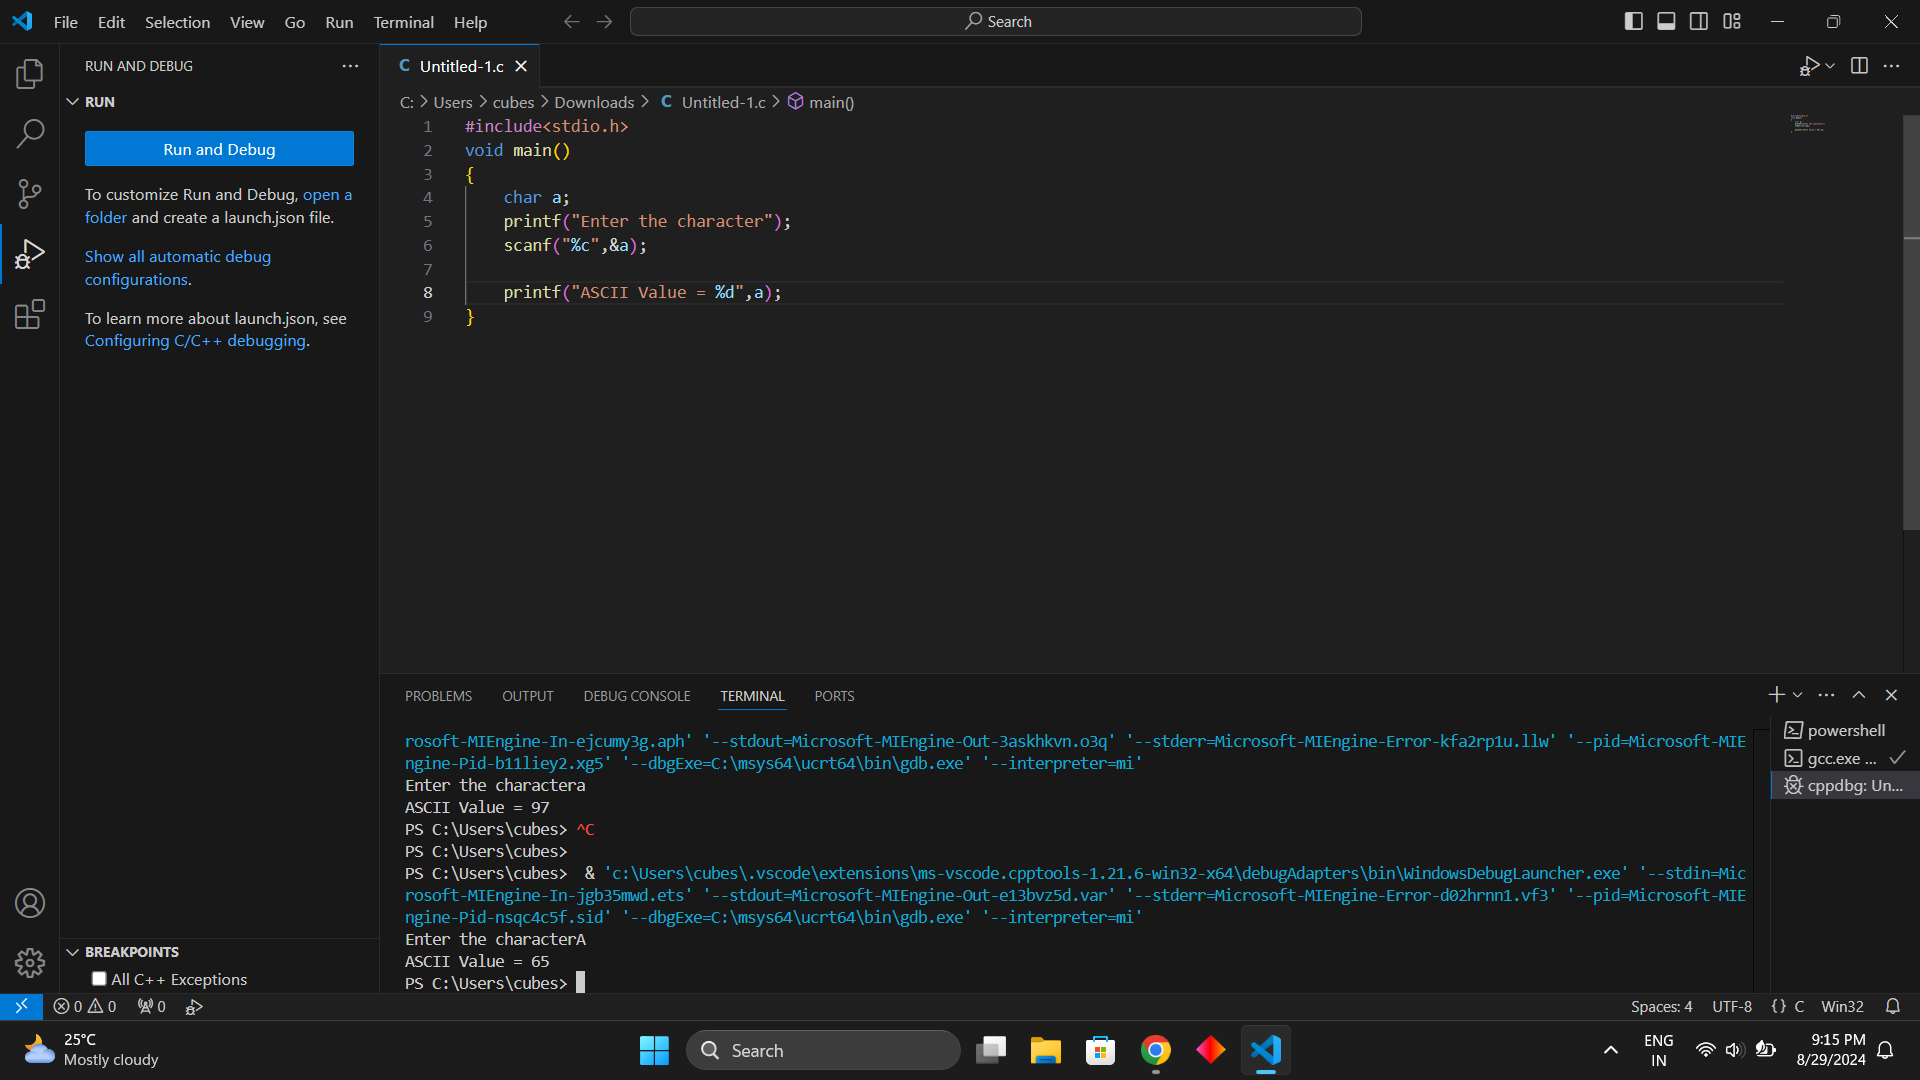 File Edit Selection View Go Run Terminal Help
Search
RUN AND DEBUG
RUN
Run and Debug
To customize Run and Debug, open a
folder and create a launch.json file.
Show all automatic debug
configurations.
To learn more about launch.json, see
Configuring C/C++ debugging.
C Untitled-1.c
C: > Users > cubes > Downloads > C Untitled-1.c > main()
1 #include<stdio.h>
2 void main()
3 {
4 char a;
5 printf("Enter the character");
6 scanf("%c",&a);
7
8 printf("ASCII Value = %d",a);
9 }
PROBLEMS OUTPUT DEBUG CONSOLE TERMINAL PORTS
rosoft-MIEngine-In-ejcumy3g.aph' '--stdout=Microsoft-MIEngine-Out-3askhkvn.o3q' '--stderr=Microsoft-MIEngine-Error-kfa2rp1u.llw' '--pid=Microsoft-MIE
ngine-Pid-b11liey2.xg5' '--dbgExe=C:\msys64\ucrt64\bin\gdb.exe' '--interpreter=mi'
Enter the charactera
ASCII Value = 97
PS C:\Users\cubes> ^C
PS C:\Users\cubes>
PS C:\Users\cubes> & 'c:\Users\cubes\.vscode\extensions\ms-vscode.cpptools-1.21.6-win32-x64\debugAdapters\bin\WindowsDebugLauncher.exe' '--stdin=Mic
rosoft-MIEngine-In-jgb35mwd.ets' '--stdout=Microsoft-MIEngine-Out-e13bvz5d.var' '--stderr=Microsoft-MIEngine-Error-d02hrnn1.vf3' '--pid=Microsoft-MIE
ngine-Pid-nsqc4c5f.sid' '--dbgExe=C:\msys64\ucrt64\bin\gdb.exe' '--interpreter=mi'
Enter the characterA
ASCII Value = 65
PS C:\Users\cubes>
powershell
gcc.exe ...
cppdbg: Un...
BREAKPOINTS
All C++ Exceptions
0 0 0
Spaces: 4 UTF-8 {} C Win32
25°C
Mostly cloudy
Search
ENG
IN
9:15 PM
8/29/2024